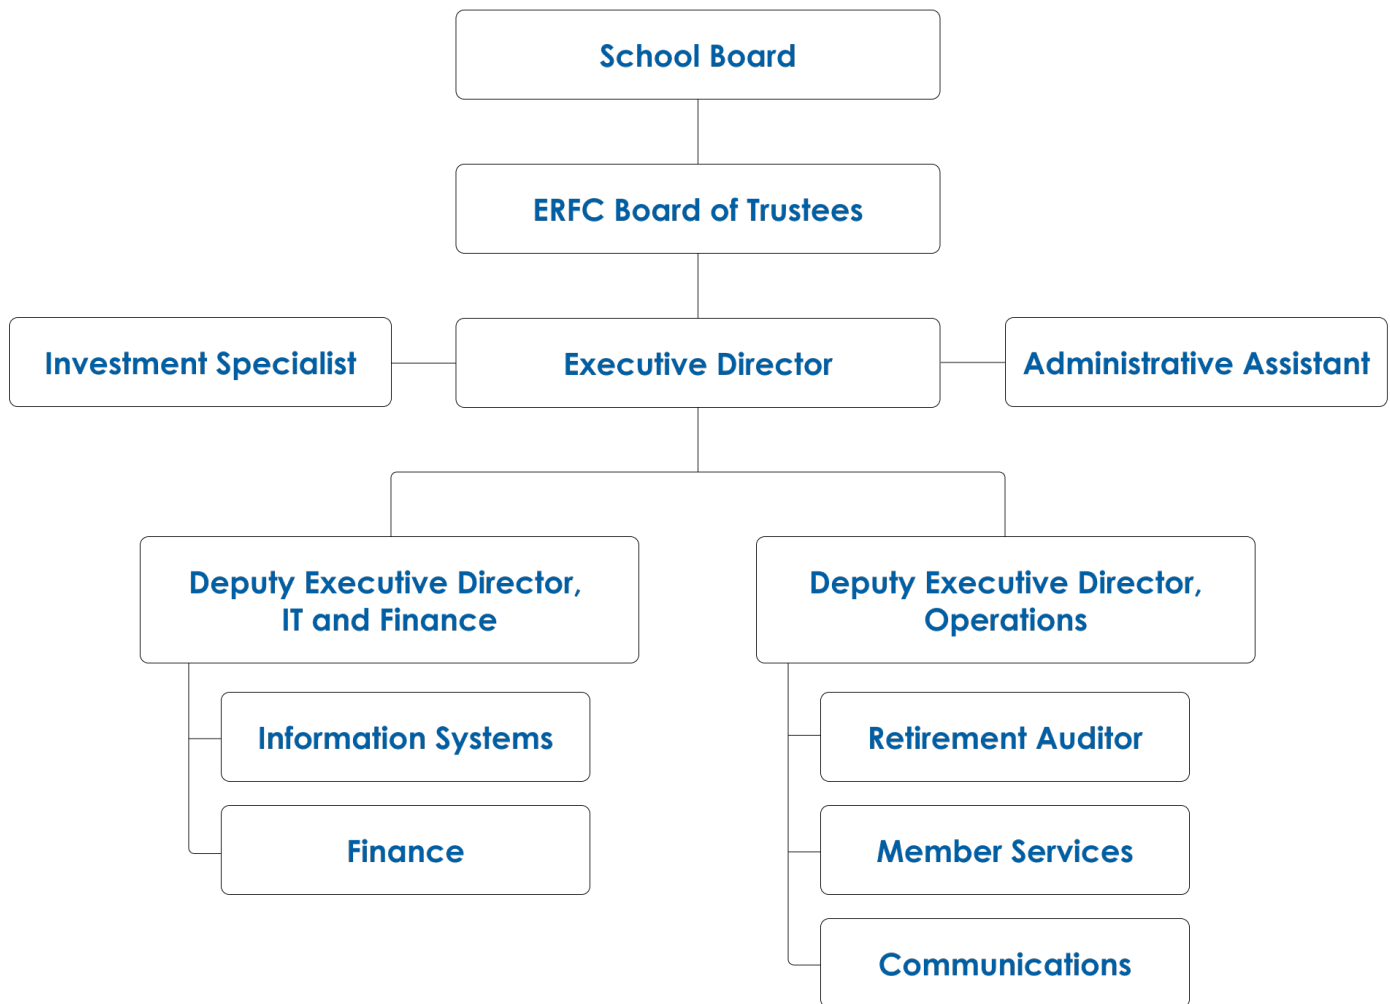 School Board
ERFC Board of Trustees
Investment Specialist
Executive Director
Administrative Assistant
Deputy Executive Director,
IT and Finance
Deputy Executive Director,
Operations
Information Systems
Retirement Auditor
Finance
Member Services
Communications